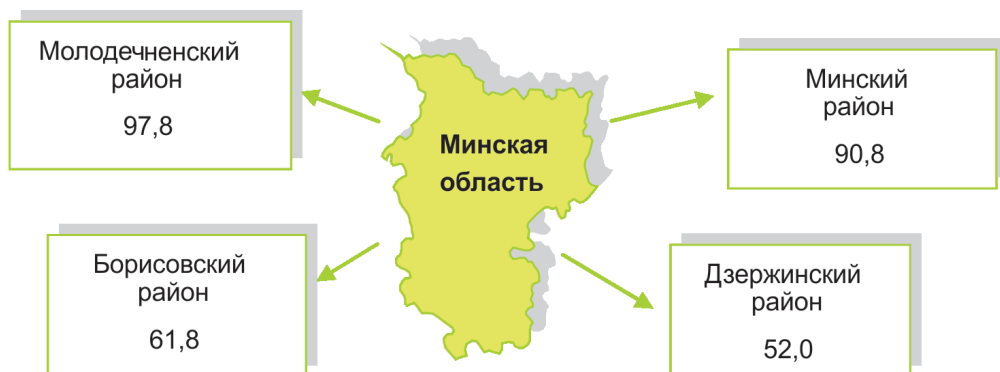 Молодечненский
район
97,8
Минский
район
90,8
Минская
область
Борисовский
район
61,8
Дзержинский
район
52,0